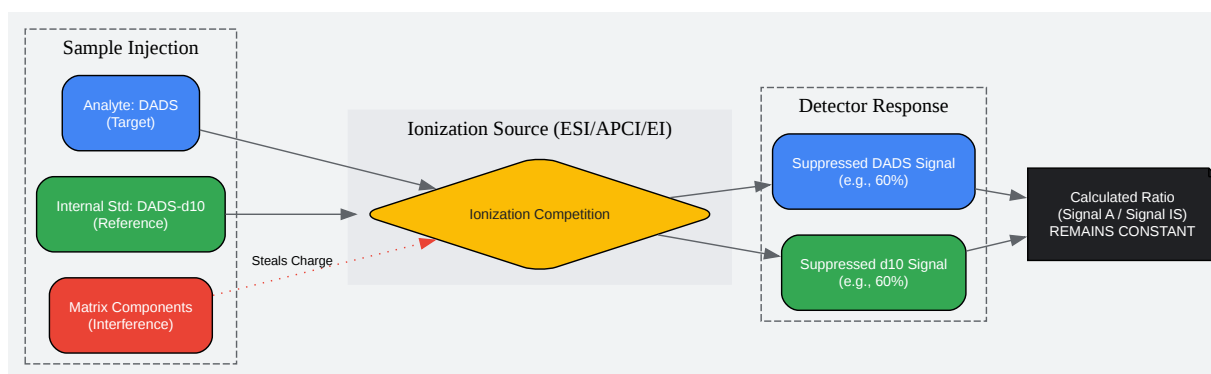 Sample Injection
Analyte: DADS
(Target)
Internal Std: DADS-d10
(Reference)
Matrix Components
(Interference)
Steals Charge
Ionization Source (ESI/APCI/EI)
Ionization Competition
Detector Response
Suppressed DADS Signal
(e.g., 60%)
Suppressed d10 Signal
(e.g., 60%)
Calculated Ratio
(Signal A / Signal IS)
REMAINS CONSTANT